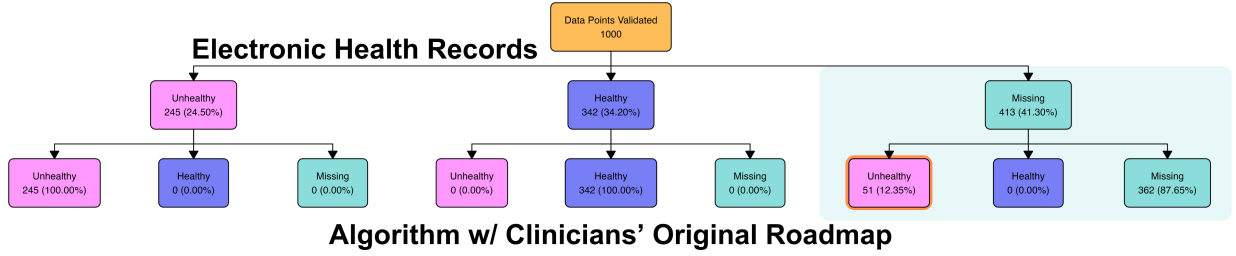 Data Points Validated
1000
Electronic Health Records
Unhealthy
245 (24.50%)
Healthy
342 (34.20%)
Missing
413 (41.30%)
Unhealthy
245 (100.00%)
Healthy
0 (0.00%)
Missing
0 (0.00%)
Unhealthy
0 (0.00%)
Healthy
342 (100.00%)
Missing
0 (0.00%)
Unhealthy
51 (12.35%)
Healthy
0 (0.00%)
Missing
362 (87.65%)
Algorithm w/ Clinicians’ Original Roadmap